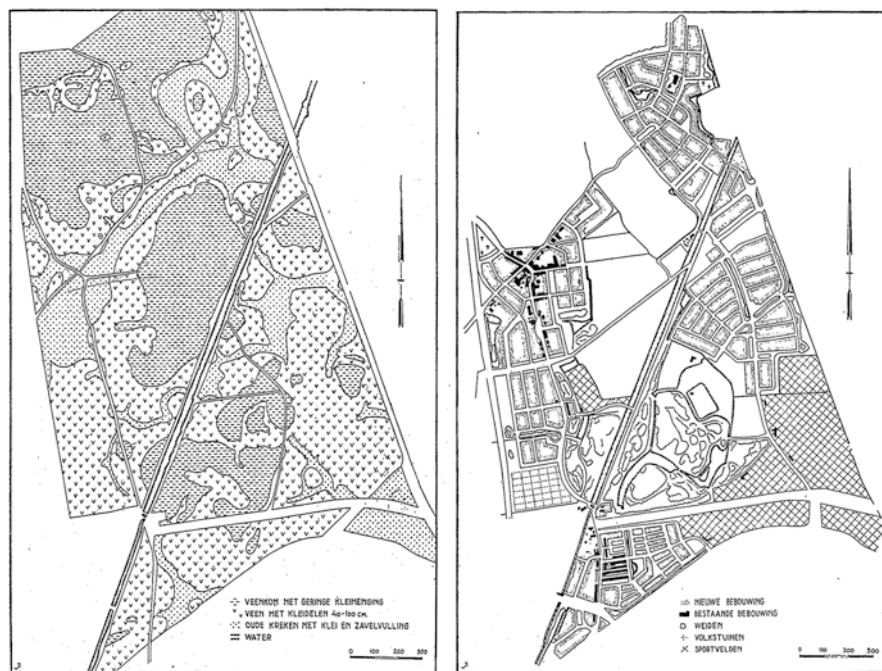 VEENKOM MET GERINGE KLEIMENGING
VEEN MET KLEIDELEN 40-100 CM.
OUDE KREKEN MET KLEI EN ZAVELVULLING
WATER
0 100 200 300
NIEUWE BEBOUWING
BESTAANDE BEBOUWING
WEIDEN
VOLKSTUINEN
SPORTVELDEN
0 100 200 300